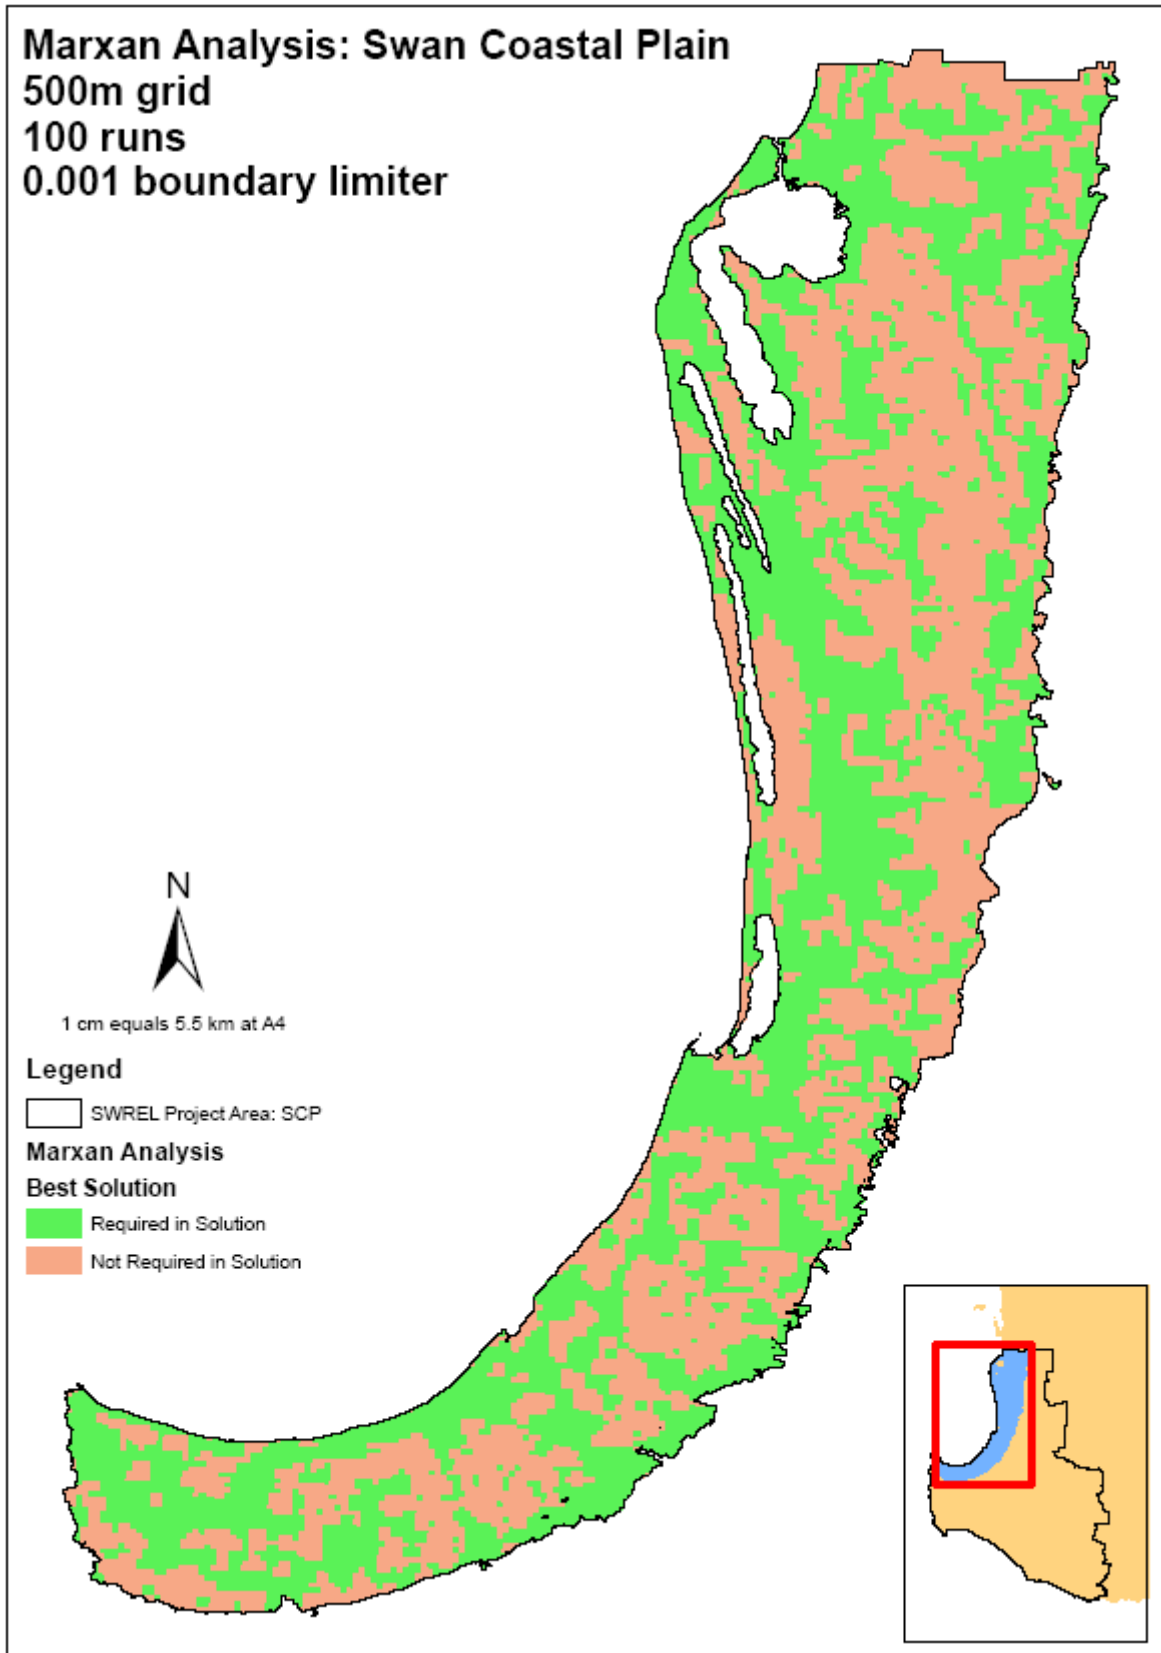 Marxan Analysis: Swan Coastal Plain
500m grid
100 runs
0.001 boundary limiter
N
1 cm equals 5.5 km at A4
Legend
SWREL Project Area: SCP
Marxan Analysis
Best Solution
Required in Solution
Not Required in Solution